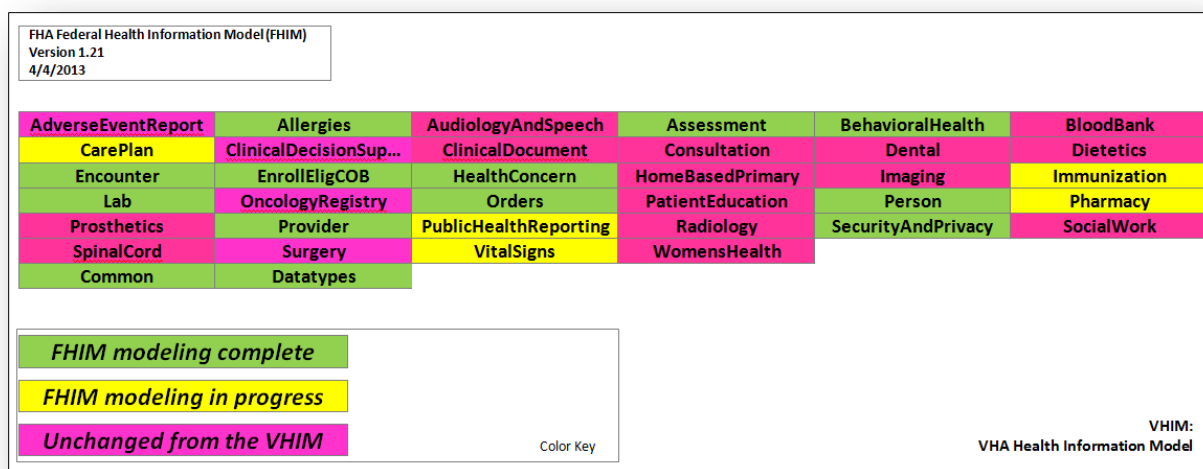 FHA Federal Health Information Model (FHIM)
Version 1.21
4/4/2013
AdverseEventReport Allergies AudiologyAndSpeech Assessment BehavioralHealth BloodBank
CarePlan ClinicalDecisionSup... ClinicalDocument Consultation Dental Dietetics
Encounter EnrollEligCOB HealthConcern HomeBasedPrimary Imaging Immunization
Lab OncologyRegistry Orders PatientEducation Person Pharmacy
Prosthetics Provider PublicHealthReporting Radiology SecurityAndPrivacy SocialWork
SpinalCord Surgery VitalSigns WomensHealth
Common Datatypes
FHIM modeling complete
FHIM modeling in progress
Unchanged from the VHIM
Color Key
VHIM:
VHA Health Information Model